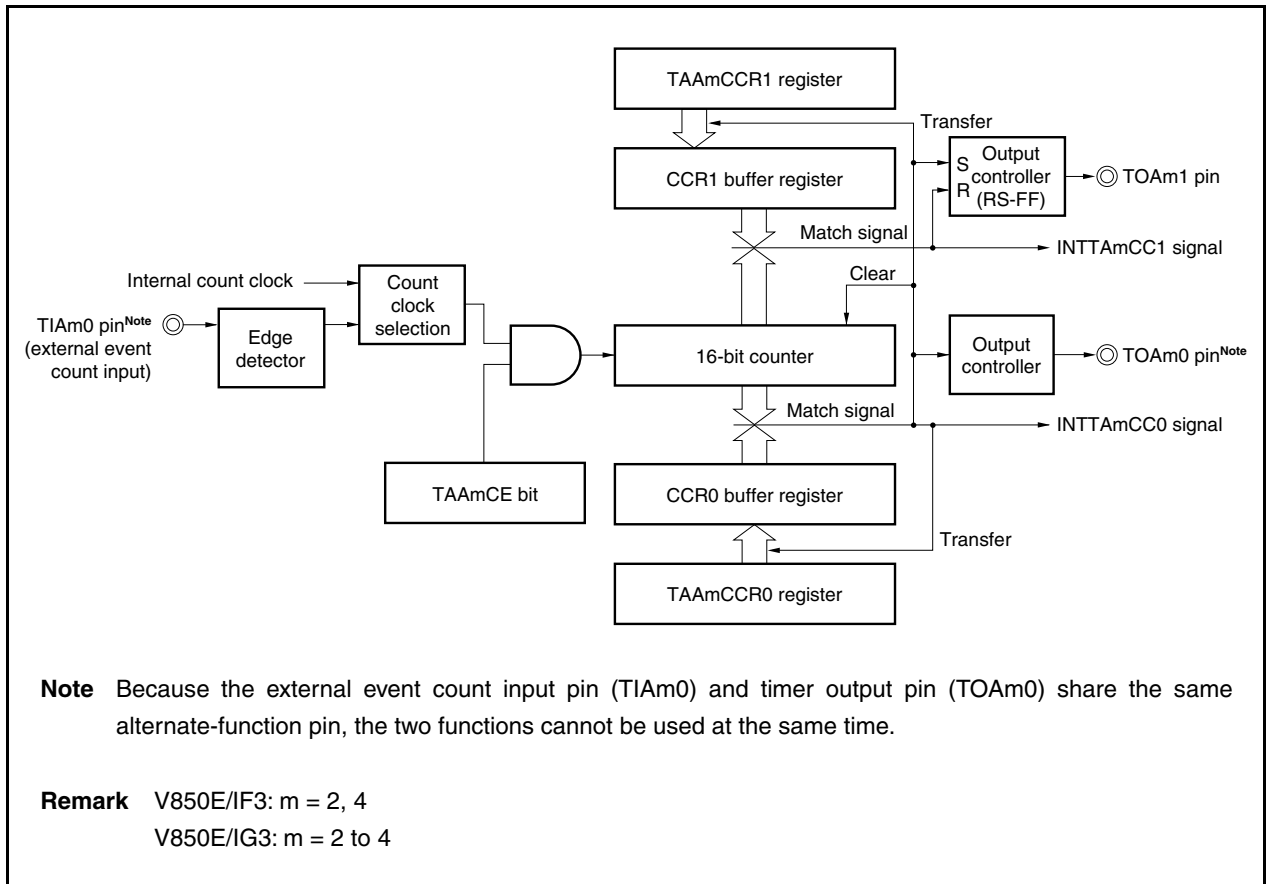 TAAmCCR1 register
Transfer
CCR1 buffer register
S
R
Output
controller
(RS-FF)
TOAm1 pin
Match signal
INTTAmCC1 signal
Internal count clock
Count
clock
selection
Clear
TIAm0 pinNote
(external event
count input)
Edge
detector
16-bit counter
Output
controller
TOAm0 pinNote
Match signal
INTTAmCC0 signal
TAAmCE bit
CCR0 buffer register
Transfer
TAAmCCR0 register
Note Because the external event count input pin (TIAm0) and timer output pin (TOAm0) share the same
alternate-function pin, the two functions cannot be used at the same time.
Remark V850E/IF3: m = 2, 4
V850E/IG3: m = 2 to 4